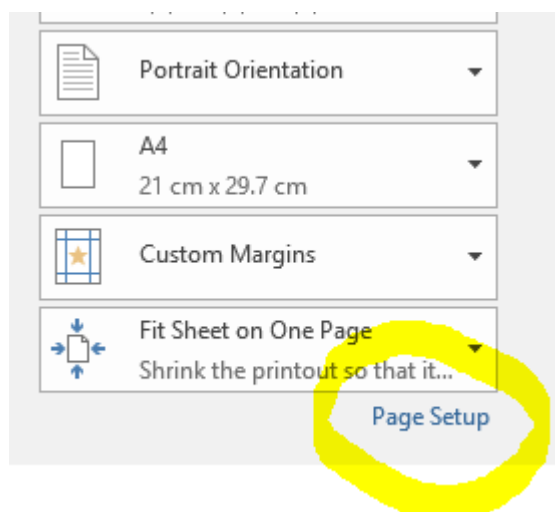 Portrait Orientation
A4
21 cm x 29.7 cm
Custom Margins
Fit Sheet on One Page
Shrink the printout so that it...
Page Setup